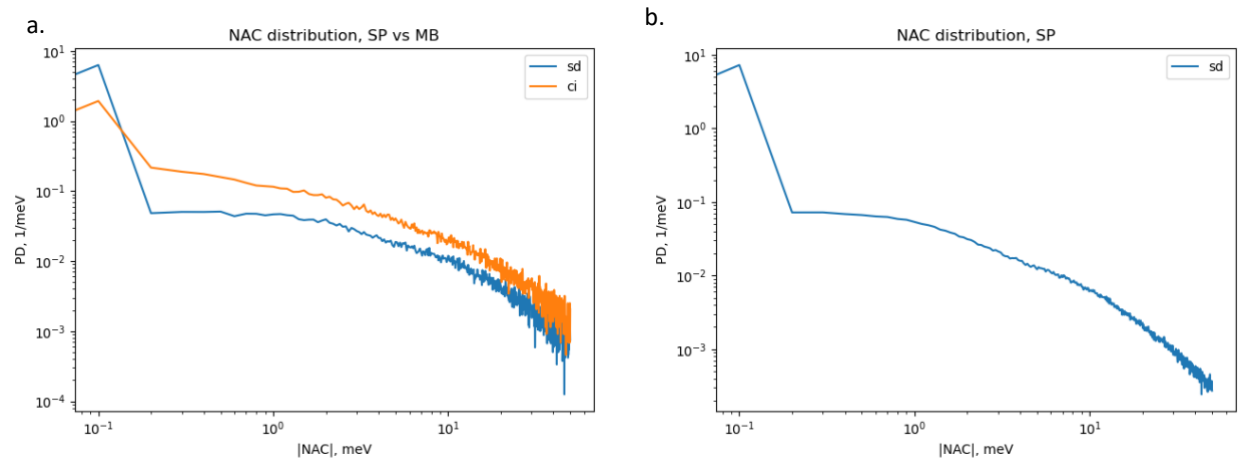 a.
NAC distribution, SP vs MB
sd
ci
PD, 1/meV
10¹
10⁰
10⁻¹
10⁻²
10⁻³
10⁻⁴
10⁻¹
10⁰
10¹
|NAC|, meV
b.
NAC distribution, SP
sd
PD, 1/meV
10¹
10⁰
10⁻¹
10⁻²
10⁻³
10⁻¹
10⁰
10¹
|NAC|, meV